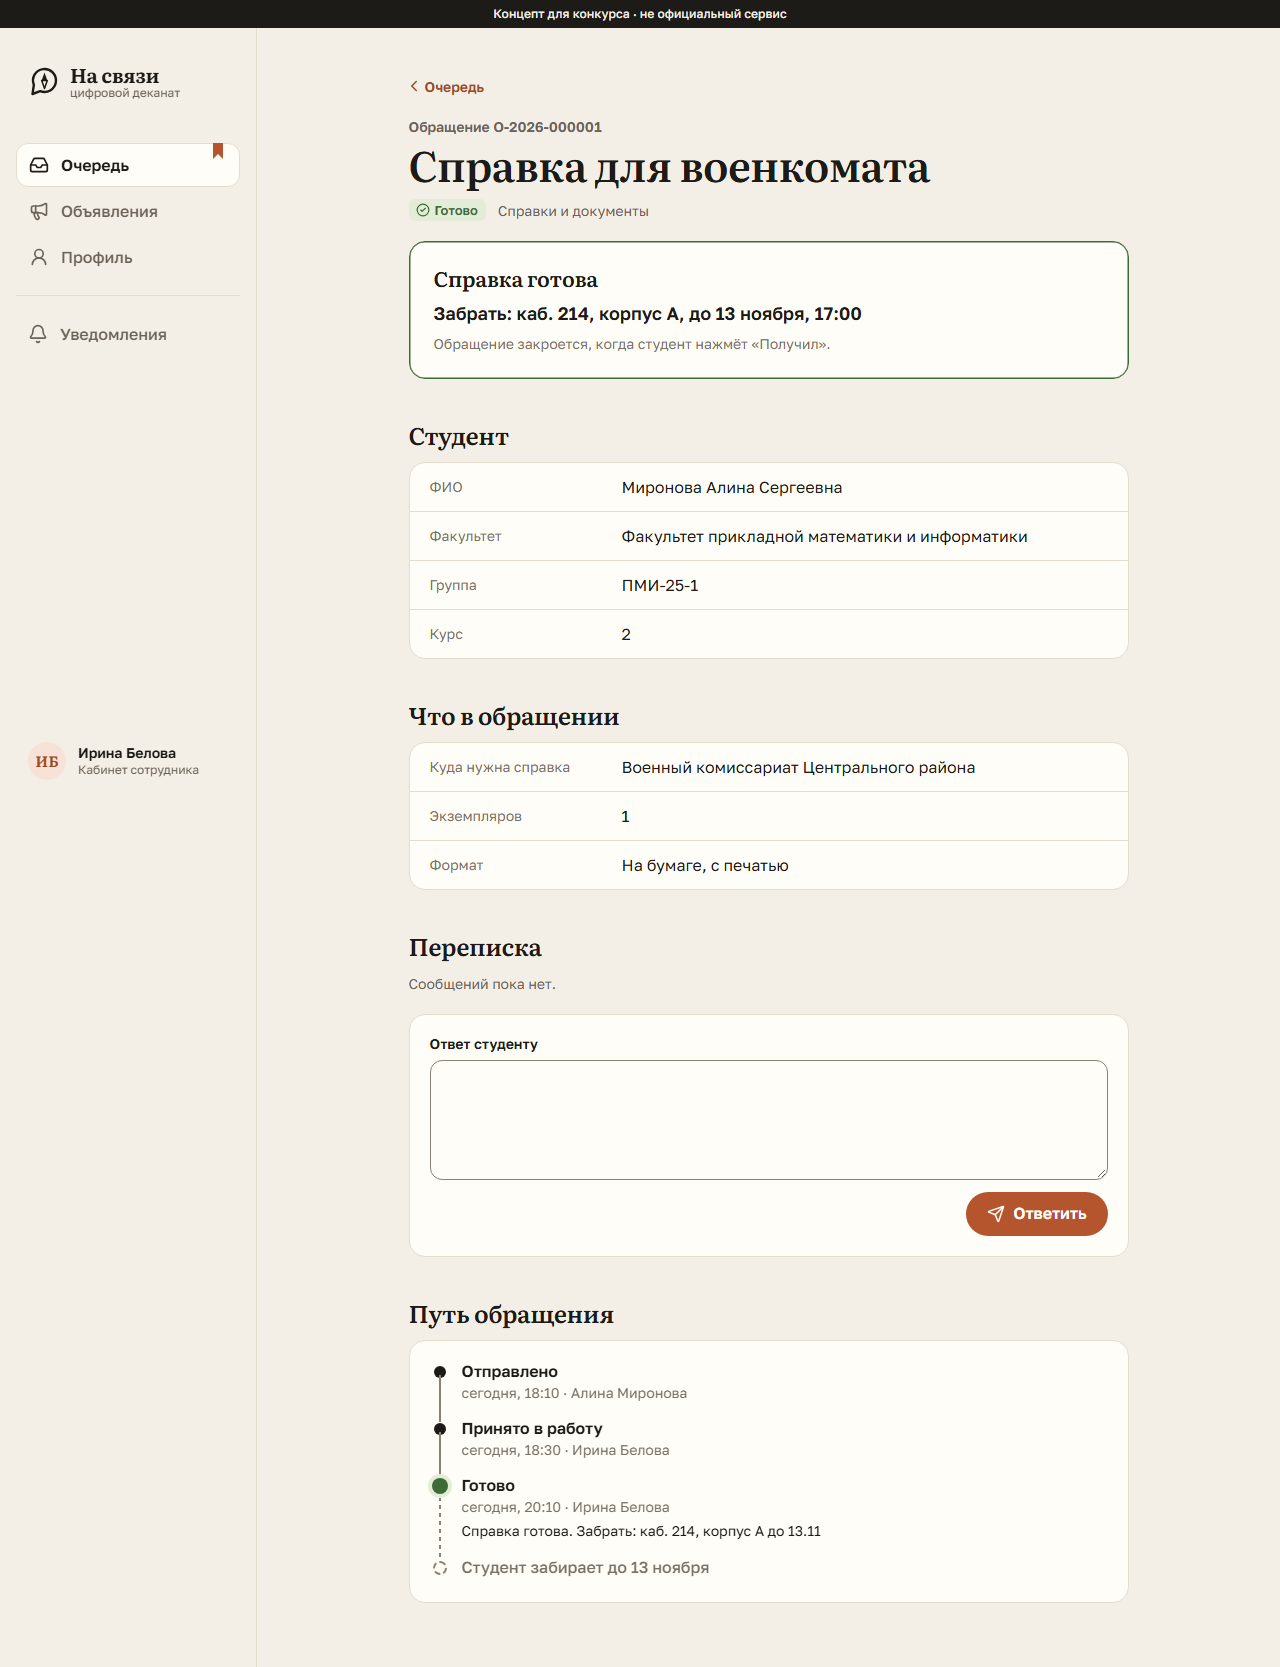 Концепт для конкурса · не официальный сервис
На связи
цифровой деканат
Очередь
Объявления
Профиль
Уведомления
ИБ
Ирина Белова
Кабинет сотрудника
Очередь
Обращение О-2026-000001
Справка для военкомата
Готово
Справки и документы
Справка готова
Забрать: каб. 214, корпус А, до 13 ноября, 17:00
Обращение закроется, когда студент нажмёт «Получил».
Студент
ФИО
Миронова Алина Сергеевна
Факультет
Факультет прикладной математики и информатики
Группа
ПМИ-25-1
Курс
2
Что в обращении
Куда нужна справка
Военный комиссариат Центрального района
Экземпляров
1
Формат
На бумаге, с печатью
Переписка
Сообщений пока нет.
Ответ студенту
Ответить
Путь обращения
Отправлено
сегодня, 18:10 · Алина Миронова
Принято в работу
сегодня, 18:30 · Ирина Белова
Готово
сегодня, 20:10 · Ирина Белова
Справка готова. Забрать: каб. 214, корпус А до 13.11
Студент забирает до 13 ноября